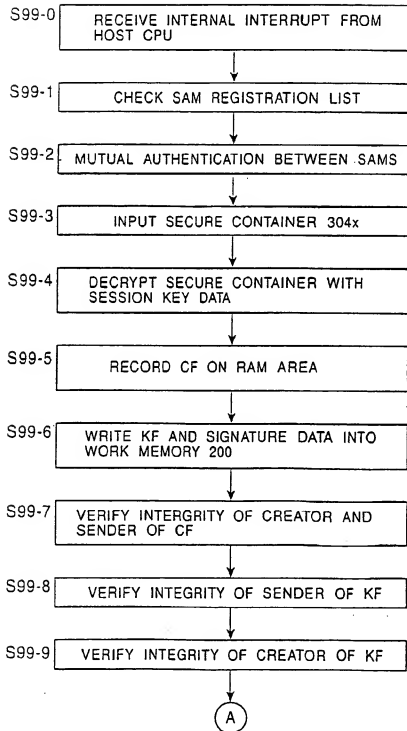 S99-0
RECEIVE INTERNAL INTERRUPT FROM
HOST CPU
S99-1
CHECK SAM REGISTRATION LIST
S99-2
MUTUAL AUTHENTICATION BETWEEN SAMS
S99-3
INPUT SECURE CONTAINER 304x
S99-4
DECRYPT SECURE CONTAINER WITH
SESSION KEY DATA
S99-5
RECORD CF ON RAM AREA
S99-6
WRITE KF AND SIGNATURE DATA INTO
WORK MEMORY 200
S99-7
VERIFY INTERGRITY OF CREATOR AND
SENDER OF CF
S99-8
VERIFY INTEGRITY OF SENDER OF KF
S99-9
VERIFY INTEGRITY OF CREATOR OF KF
A